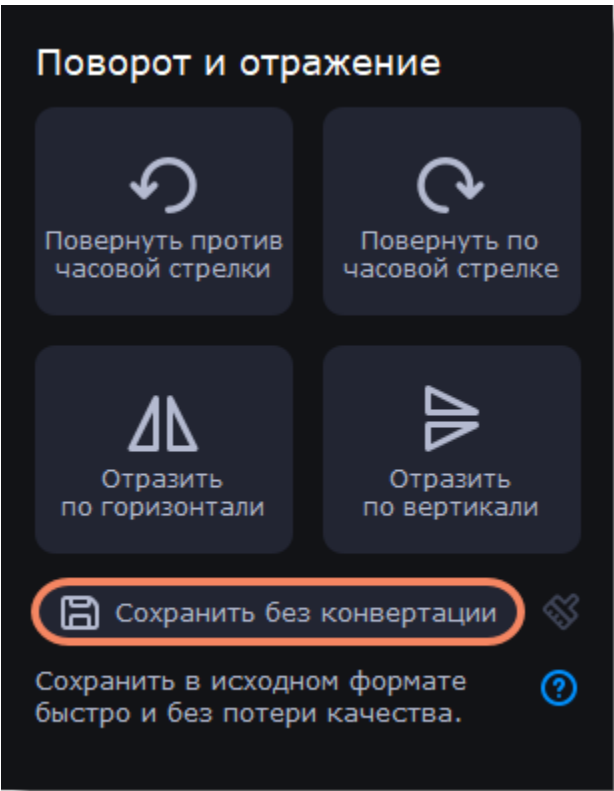 Поворот и отражение
Повернуть против
часовой стрелки
Повернуть по
часовой стрелке
Отразить
по горизонтали
Отразить
по вертикали
Сохранить без конвертации
Сохранить в исходном формате
быстро и без потери качества.
?